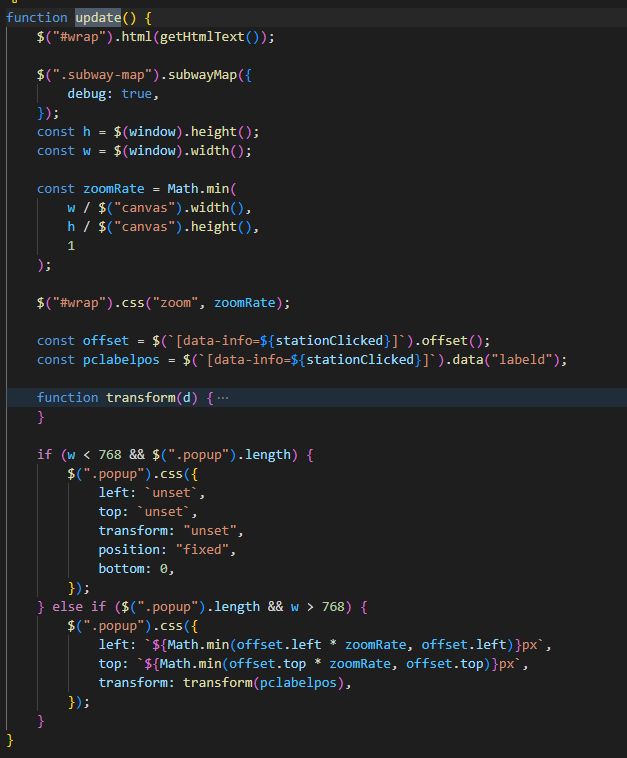 function update() {
    $("#wrap").html(getHtmlText());

    $(".subway-map").subwayMap({
        debug: true,
    });
    const h = $(window).height();
    const w = $(window).width();

    const zoomRate = Math.min(
        w / $("canvas").width(),
        h / $("canvas").height(),
        1
    );

    $("#wrap").css("zoom", zoomRate);

    const offset = $(`[data-info=${stationClicked}]`).offset();
    const pclabelpos = $(`[data-info=${stationClicked}]`).data("labeld");

    function transform(d) { ···
    }

    if (w < 768 && $(".popup").length) {
        $(".popup").css({
            left: `unset`,
            top: `unset`,
            transform: "unset",
            position: "fixed",
            bottom: 0,
        });
    } else if ($(".popup").length && w > 768) {
        $(".popup").css({
            left: `${Math.min(offset.left * zoomRate, offset.left)}px`,
            top: `${Math.min(offset.top * zoomRate, offset.top)}px`,
            transform: transform(pclabelpos),
        });
    }
}